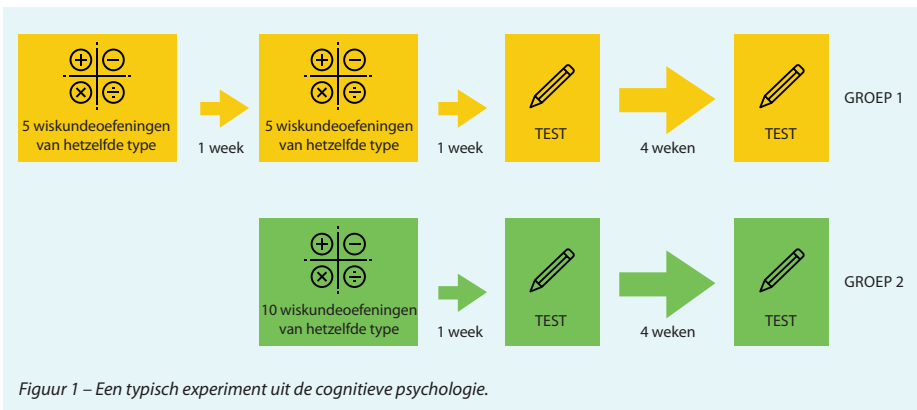 5 wiskundeoefeningen
van hetzelfde type
1 week
5 wiskundeoefeningen
van hetzelfde type
1 week
TEST
4 weken
TEST
GROEP 1
10 wiskundeoefeningen
van hetzelfde type
1 week
TEST
4 weken
TEST
GROEP 2
Figuur 1 – Een typisch experiment uit de cognitieve psychologie.